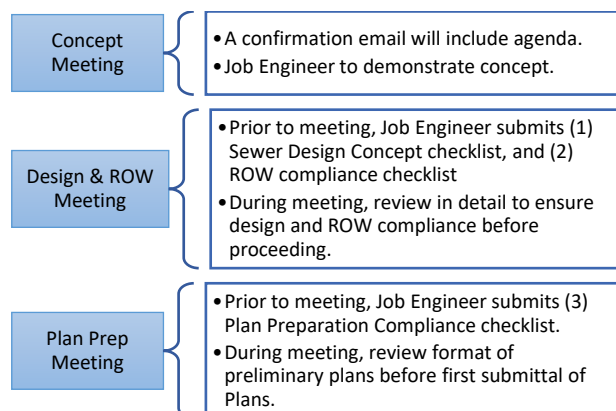 Concept
Meeting
•A confirmation email will include agenda.
•Job Engineer to demonstrate concept.
Design & ROW
Meeting
•Prior to meeting, Job Engineer submits (1)
Sewer Design Concept checklist, and (2)
ROW compliance checklist
•During meeting, review in detail to ensure
design and ROW compliance before
proceeding.
Plan Prep
Meeting
•Prior to meeting, Job Engineer submits (3)
Plan Preparation Compliance checklist.
•During meeting, review format of
preliminary plans before first submittal of
Plans.